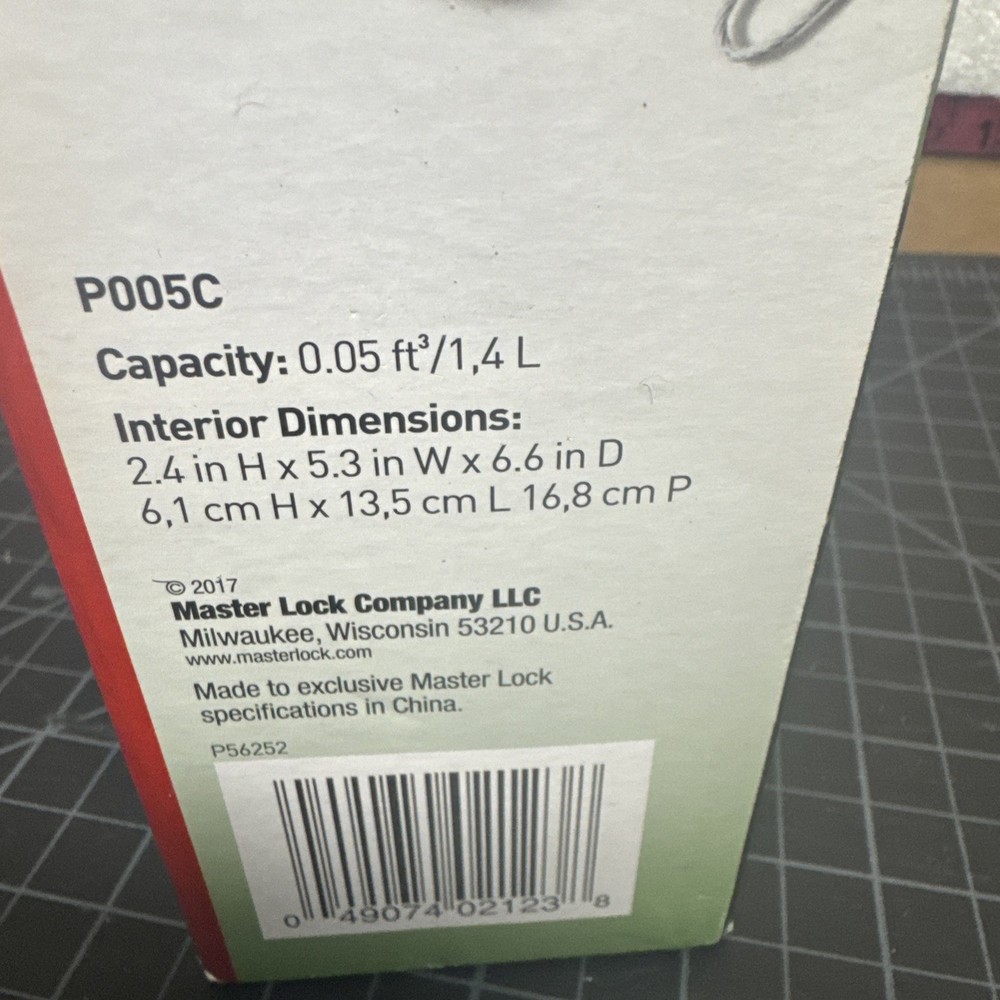 P005C
Capacity: 0.05 ft³/1,4 L
Interior Dimensions:
2.4 in H x 5.3 in W x 6.6 in D
6,1 cm H x 13,5 cm L 16,8 cm P
© 2017
Master Lock Company LLC
Milwaukee, Wisconsin 53210 U.S.A.
www.masterlock.com
Made to exclusive Master Lock
specifications in China.
P56252
0 49074 02123 8